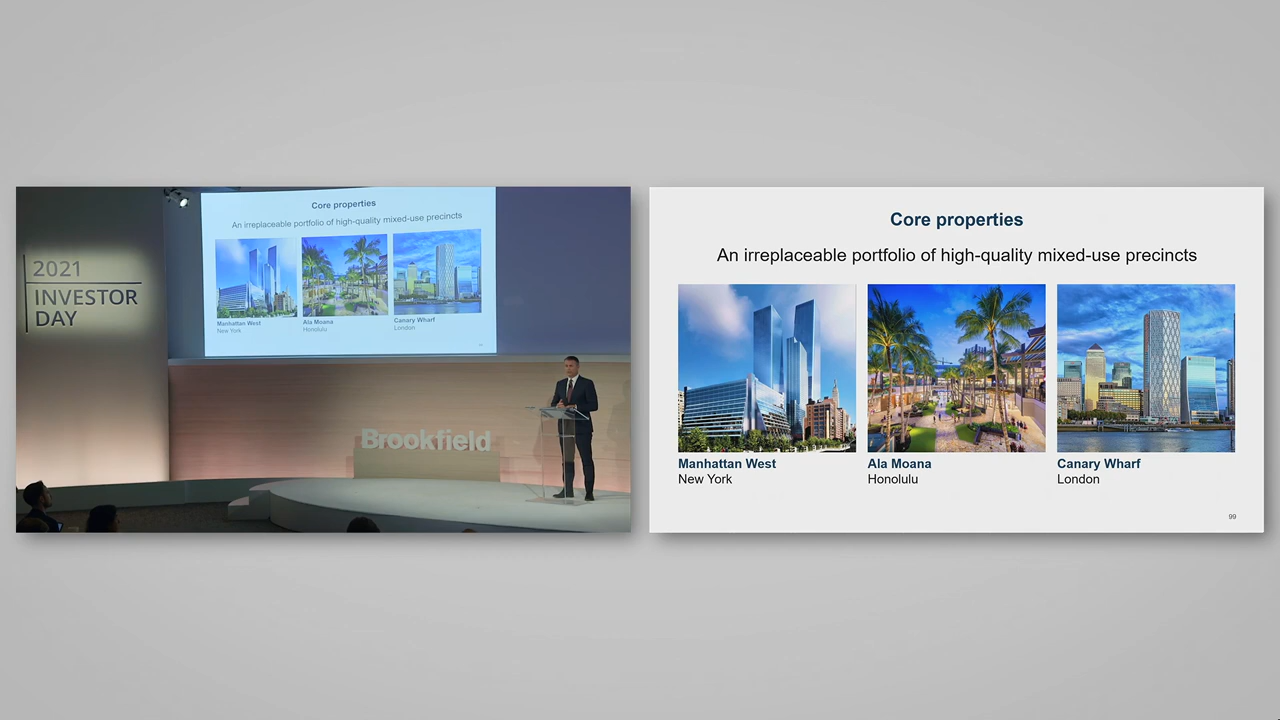 2021
INVESTOR
DAY
Core properties
An irreplaceable portfolio of high-quality mixed-use precincts
Manhattan West
New York
Ala Moana
Honolulu
Canary Wharf
London
Brookfield
Core properties
An irreplaceable portfolio of high-quality mixed-use precincts
Manhattan West
New York
Ala Moana
Honolulu
Canary Wharf
London
99